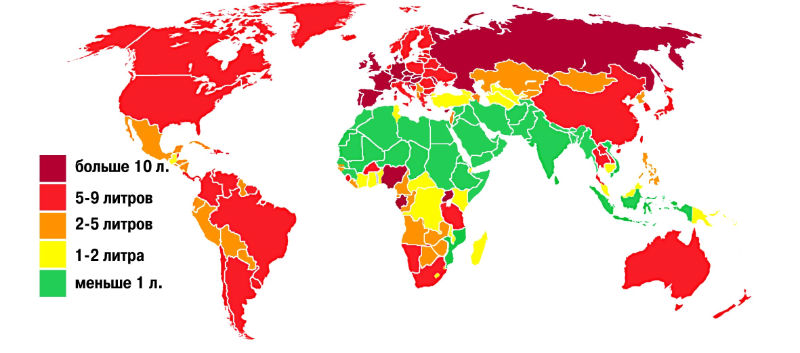 больше 10 л.
5-9 литров
2-5 литров
1-2 литра
меньше 1 л.